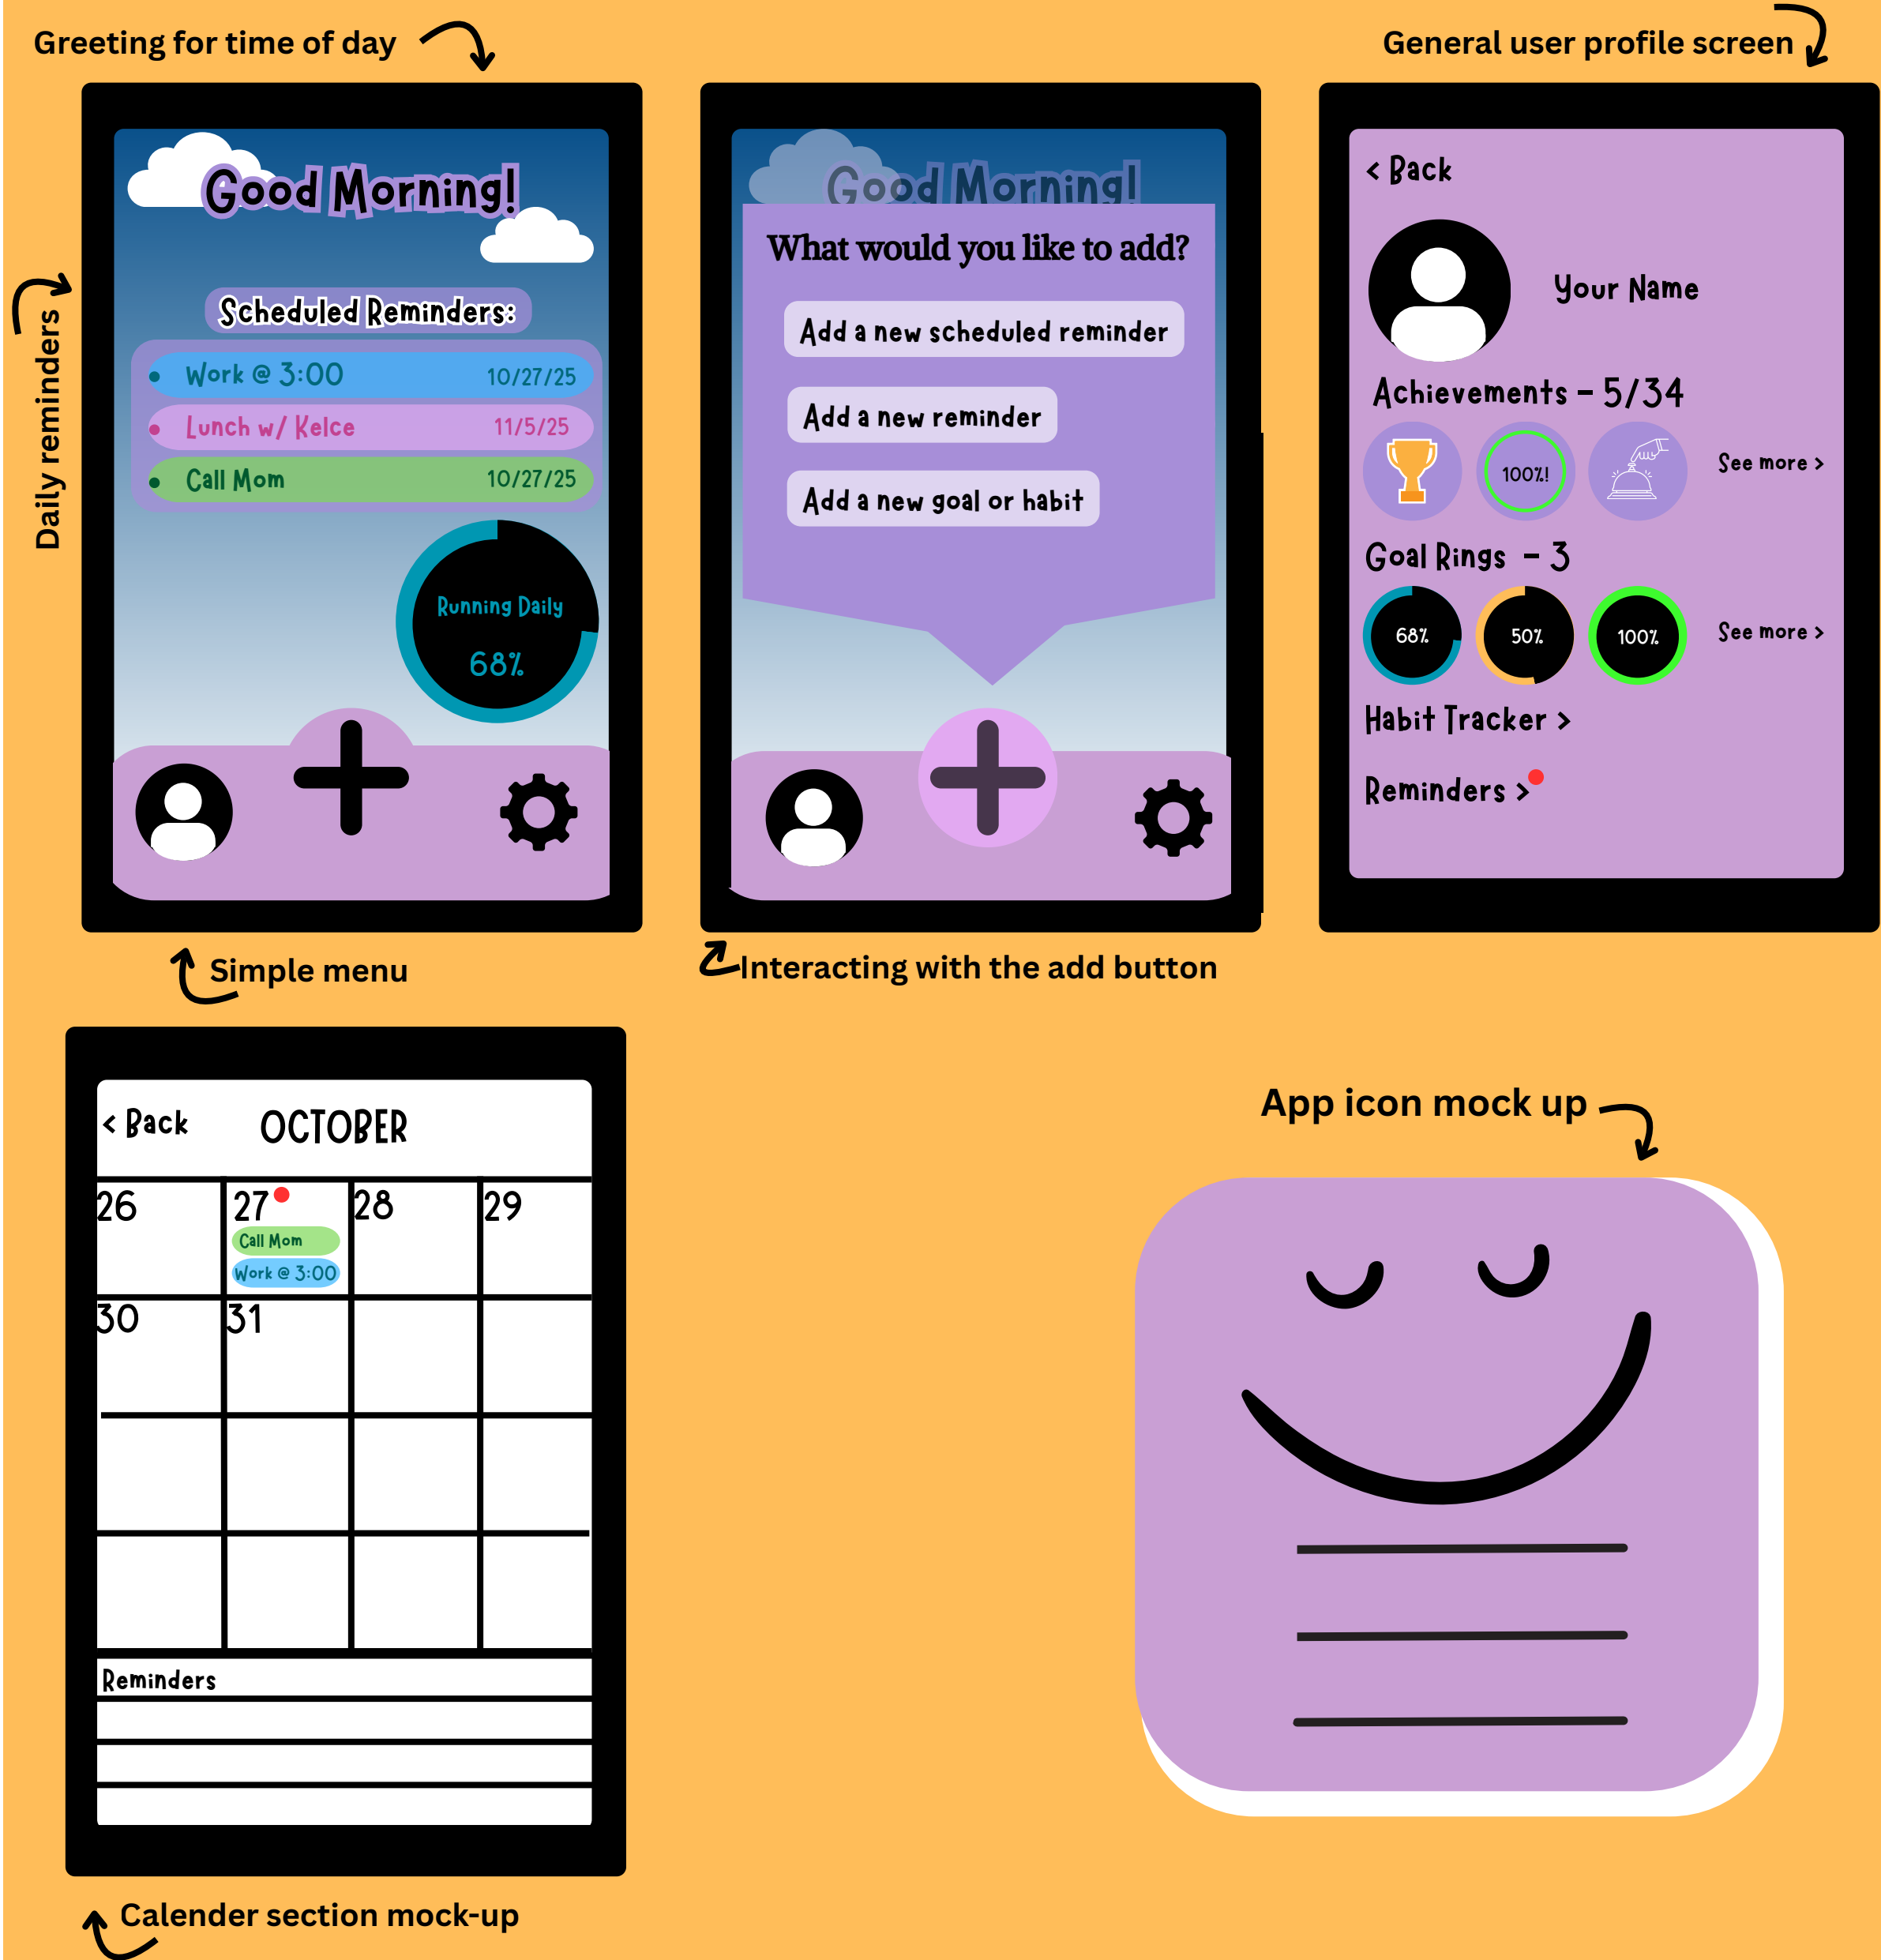 Greeting for time of day
General user profile screen
Daily reminders
Good Morning!
Scheduled Reminders:
Work @ 3:00 10/27/25
Lunch w/ Kelce 11/5/25
Call Mom 10/27/25
Running Daily
68%
Simple menu
Good Morning!
What would you like to add?
Add a new scheduled reminder
Add a new reminder
Add a new goal or habit
Interacting with the add button
< Back
Your Name
Achievements - 5/34
100%!
See more >
Goal Rings - 3
68% 50% 100%
See more >
Habit Tracker >
Reminders >
< Back OCTOBER
26 27 28 29
Call Mom
Work @ 3:00
30 31
Reminders
Calender section mock-up
App icon mock up